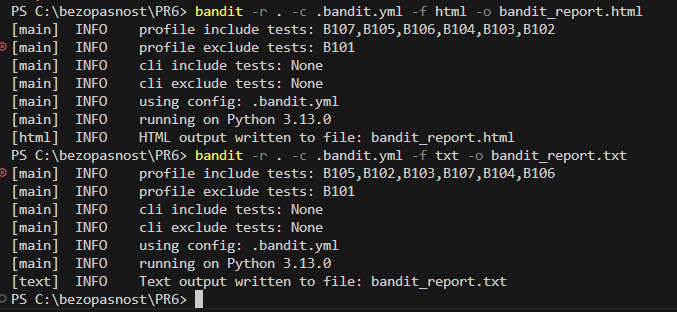 PS C:\bezopasnost\PR6> bandit -r . -c .bandit.yml -f html -o bandit_report.html
[main]  INFO    profile include tests: B107,B105,B106,B104,B103,B102
[main]  INFO    profile exclude tests: B101
[main]  INFO    cli include tests: None
[main]  INFO    cli exclude tests: None
[main]  INFO    using config: .bandit.yml
[main]  INFO    running on Python 3.13.0
[html]  INFO    HTML output written to file: bandit_report.html
PS C:\bezopasnost\PR6> bandit -r . -c .bandit.yml -f txt -o bandit_report.txt
[main]  INFO    profile include tests: B105,B102,B103,B107,B104,B106
[main]  INFO    profile exclude tests: B101
[main]  INFO    cli include tests: None
[main]  INFO    cli exclude tests: None
[main]  INFO    using config: .bandit.yml
[main]  INFO    running on Python 3.13.0
[text]  INFO    Text output written to file: bandit_report.txt
PS C:\bezopasnost\PR6>